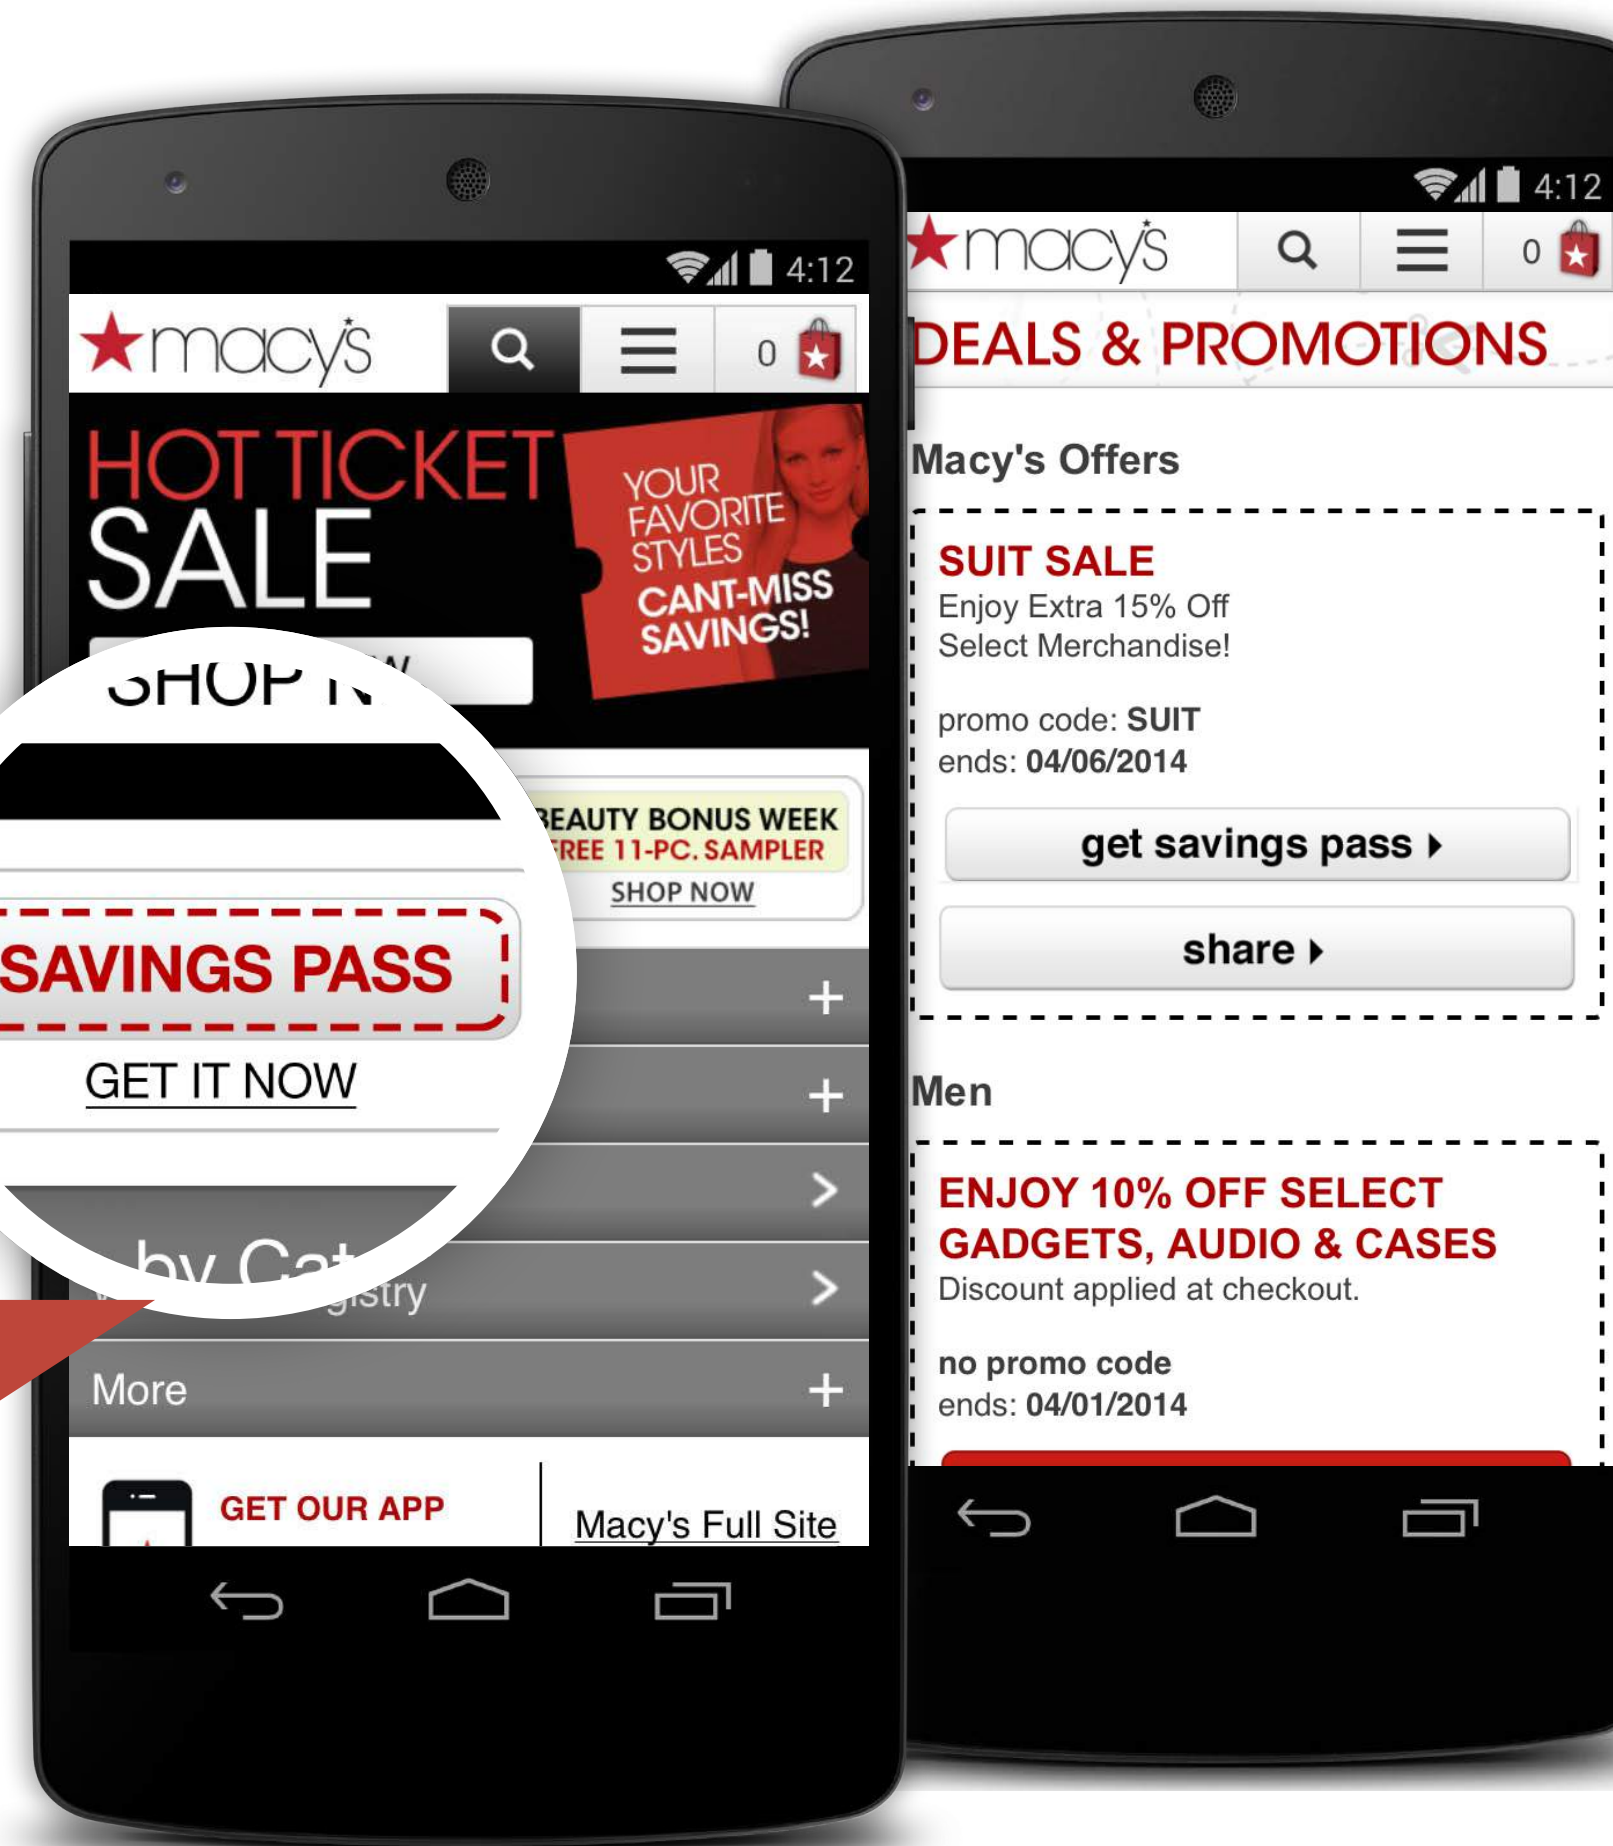 4:12
macy's
0
HOT TICKET
SALE
YOUR
FAVORITE
STYLES
CANT-MISS
SAVINGS!
SHOP
BEAUTY BONUS WEEK
FREE 11-PC. SAMPLER
SHOP NOW
SAVINGS PASS
GET IT NOW
by
More
GET OUR APP
Macy's Full Site
4:12
macy's
0
DEALS & PROMOTIONS
Macy's Offers
SUIT SALE
Enjoy Extra 15% Off
Select Merchandise!
promo code: SUIT
ends: 04/06/2014
get savings pass
share
Men
ENJOY 10% OFF SELECT
GADGETS, AUDIO & CASES
Discount applied at checkout.
no promo code
ends: 04/01/2014